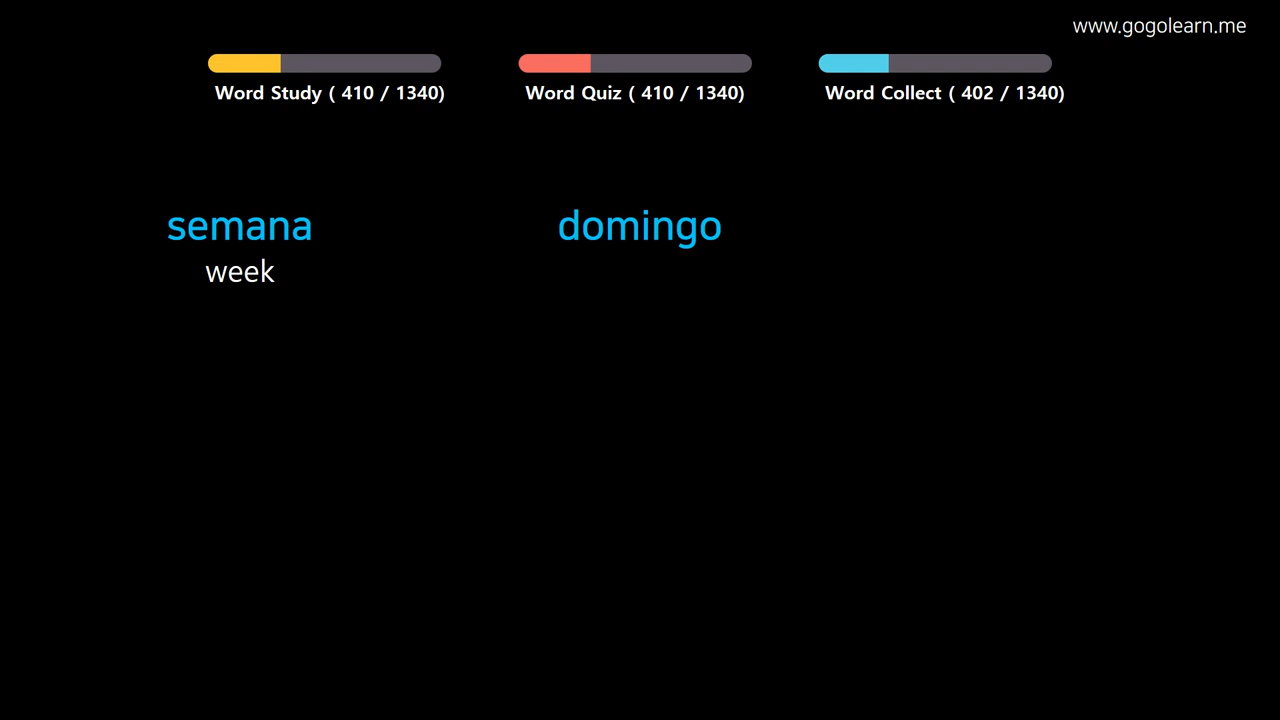 www.gogolearn.me
Word Study ( 410 / 1340)
Word Quiz ( 410 / 1340)
Word Collect ( 402 / 1340)
semana
week
domingo